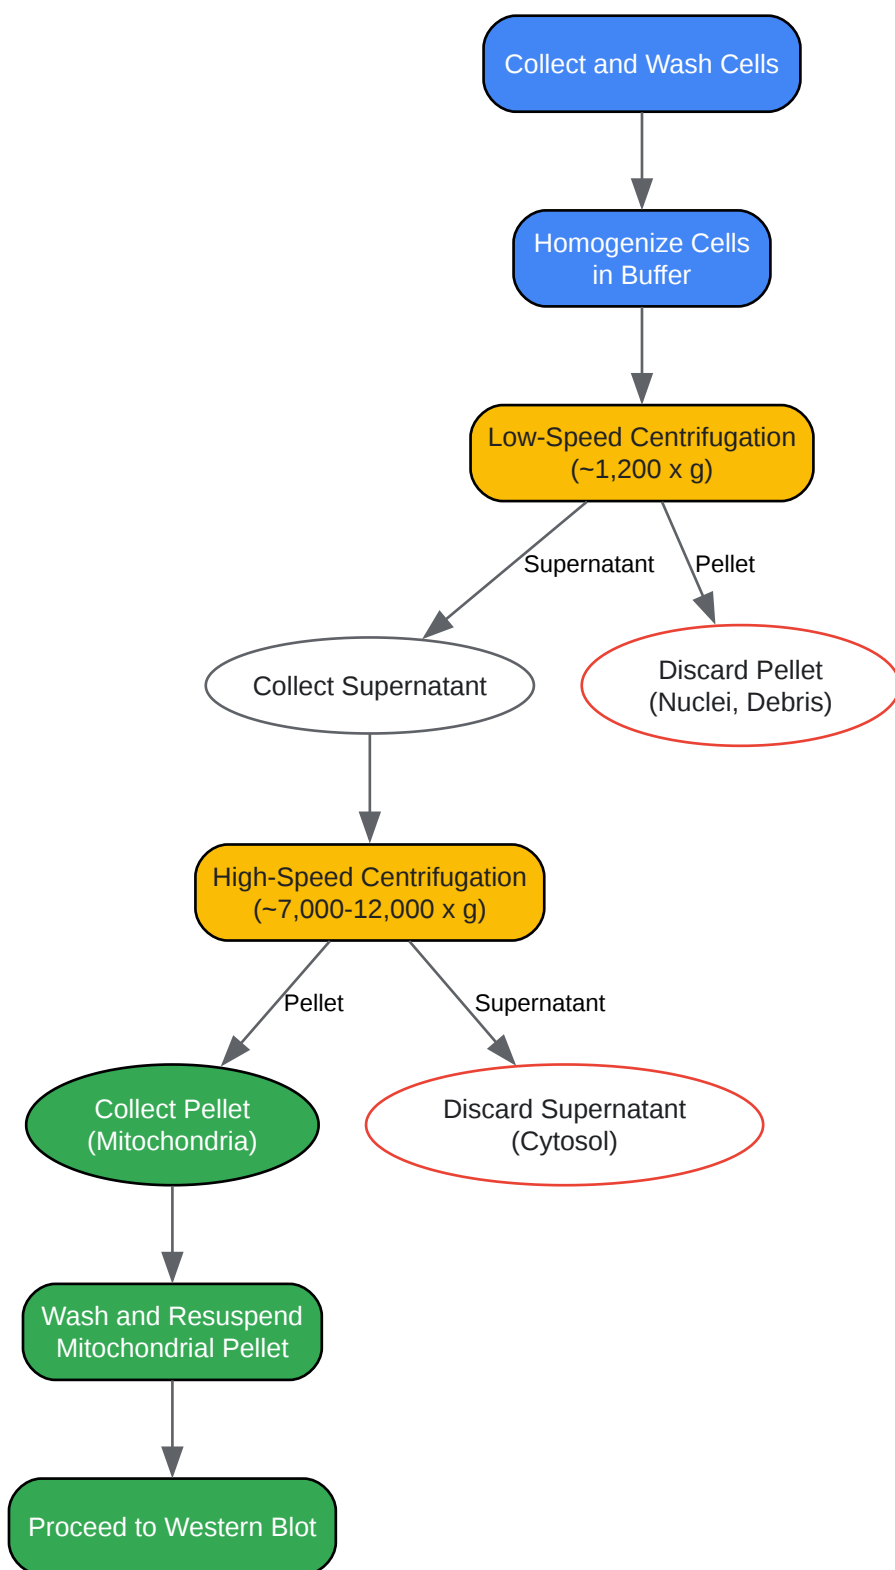 Collect and Wash Cells
Homogenize Cells
in Buffer
Low-Speed Centrifugation
(~1,200 x g)
Supernatant
Pellet
Collect Supernatant
Discard Pellet
(Nuclei, Debris)
High-Speed Centrifugation
(~7,000-12,000 x g)
Pellet
Supernatant
Collect Pellet
(Mitochondria)
Discard Supernatant
(Cytosol)
Wash and Resuspend
Mitochondrial Pellet
Proceed to Western Blot